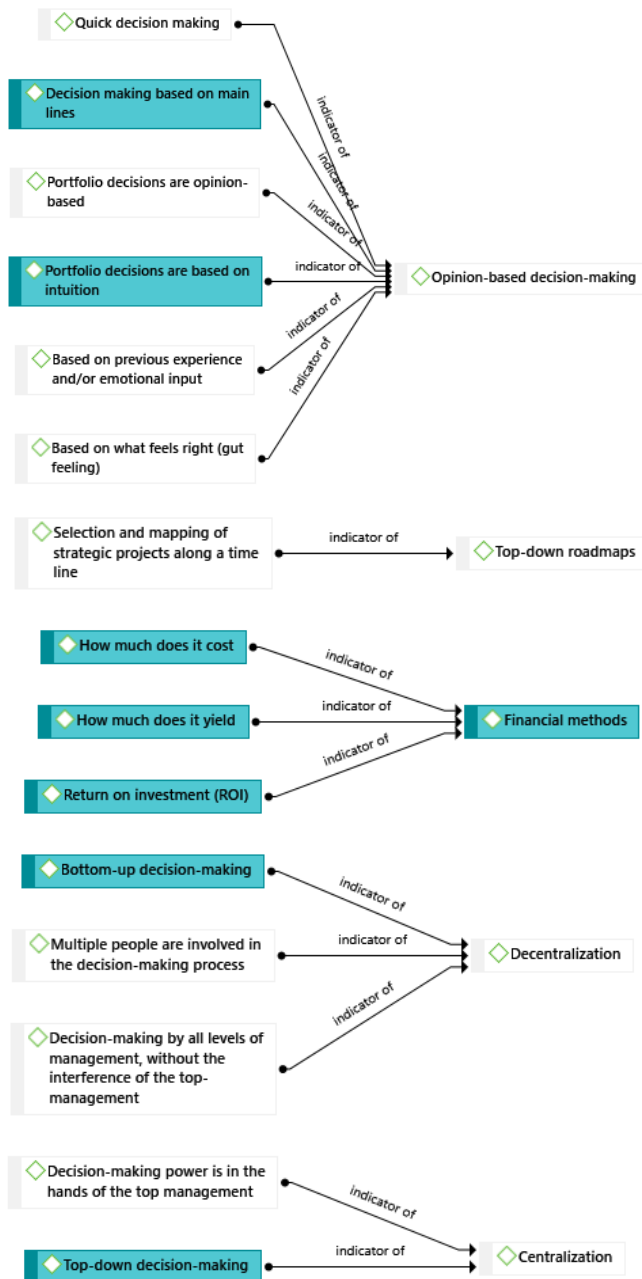 Quick decision making
Decision making based on main
lines
indicator of
indicator of
Portfolio decisions are opinion-
based
indicator of
Portfolio decisions are based on
intuition
indicator of
Opinion-based decision-making
indicator of
Based on previous experience
and/or emotional input
indicator of
Based on what feels right (gut
feeling)
Selection and mapping of
strategic projects along a time
line
indicator of
Top-down roadmaps
How much does it cost
indicator of
How much does it yield
indicator of
Financial methods
indicator of
Return on investment (ROI)
Bottom-up decision-making
indicator of
Multiple people are involved in
the decision-making process
indicator of
Decentralization
indicator of
Decision-making by all levels of
management, without the
interference of the top-
management
Decision-making power is in the
hands of the top management
indicator of
Top-down decision-making
indicator of
Centralization